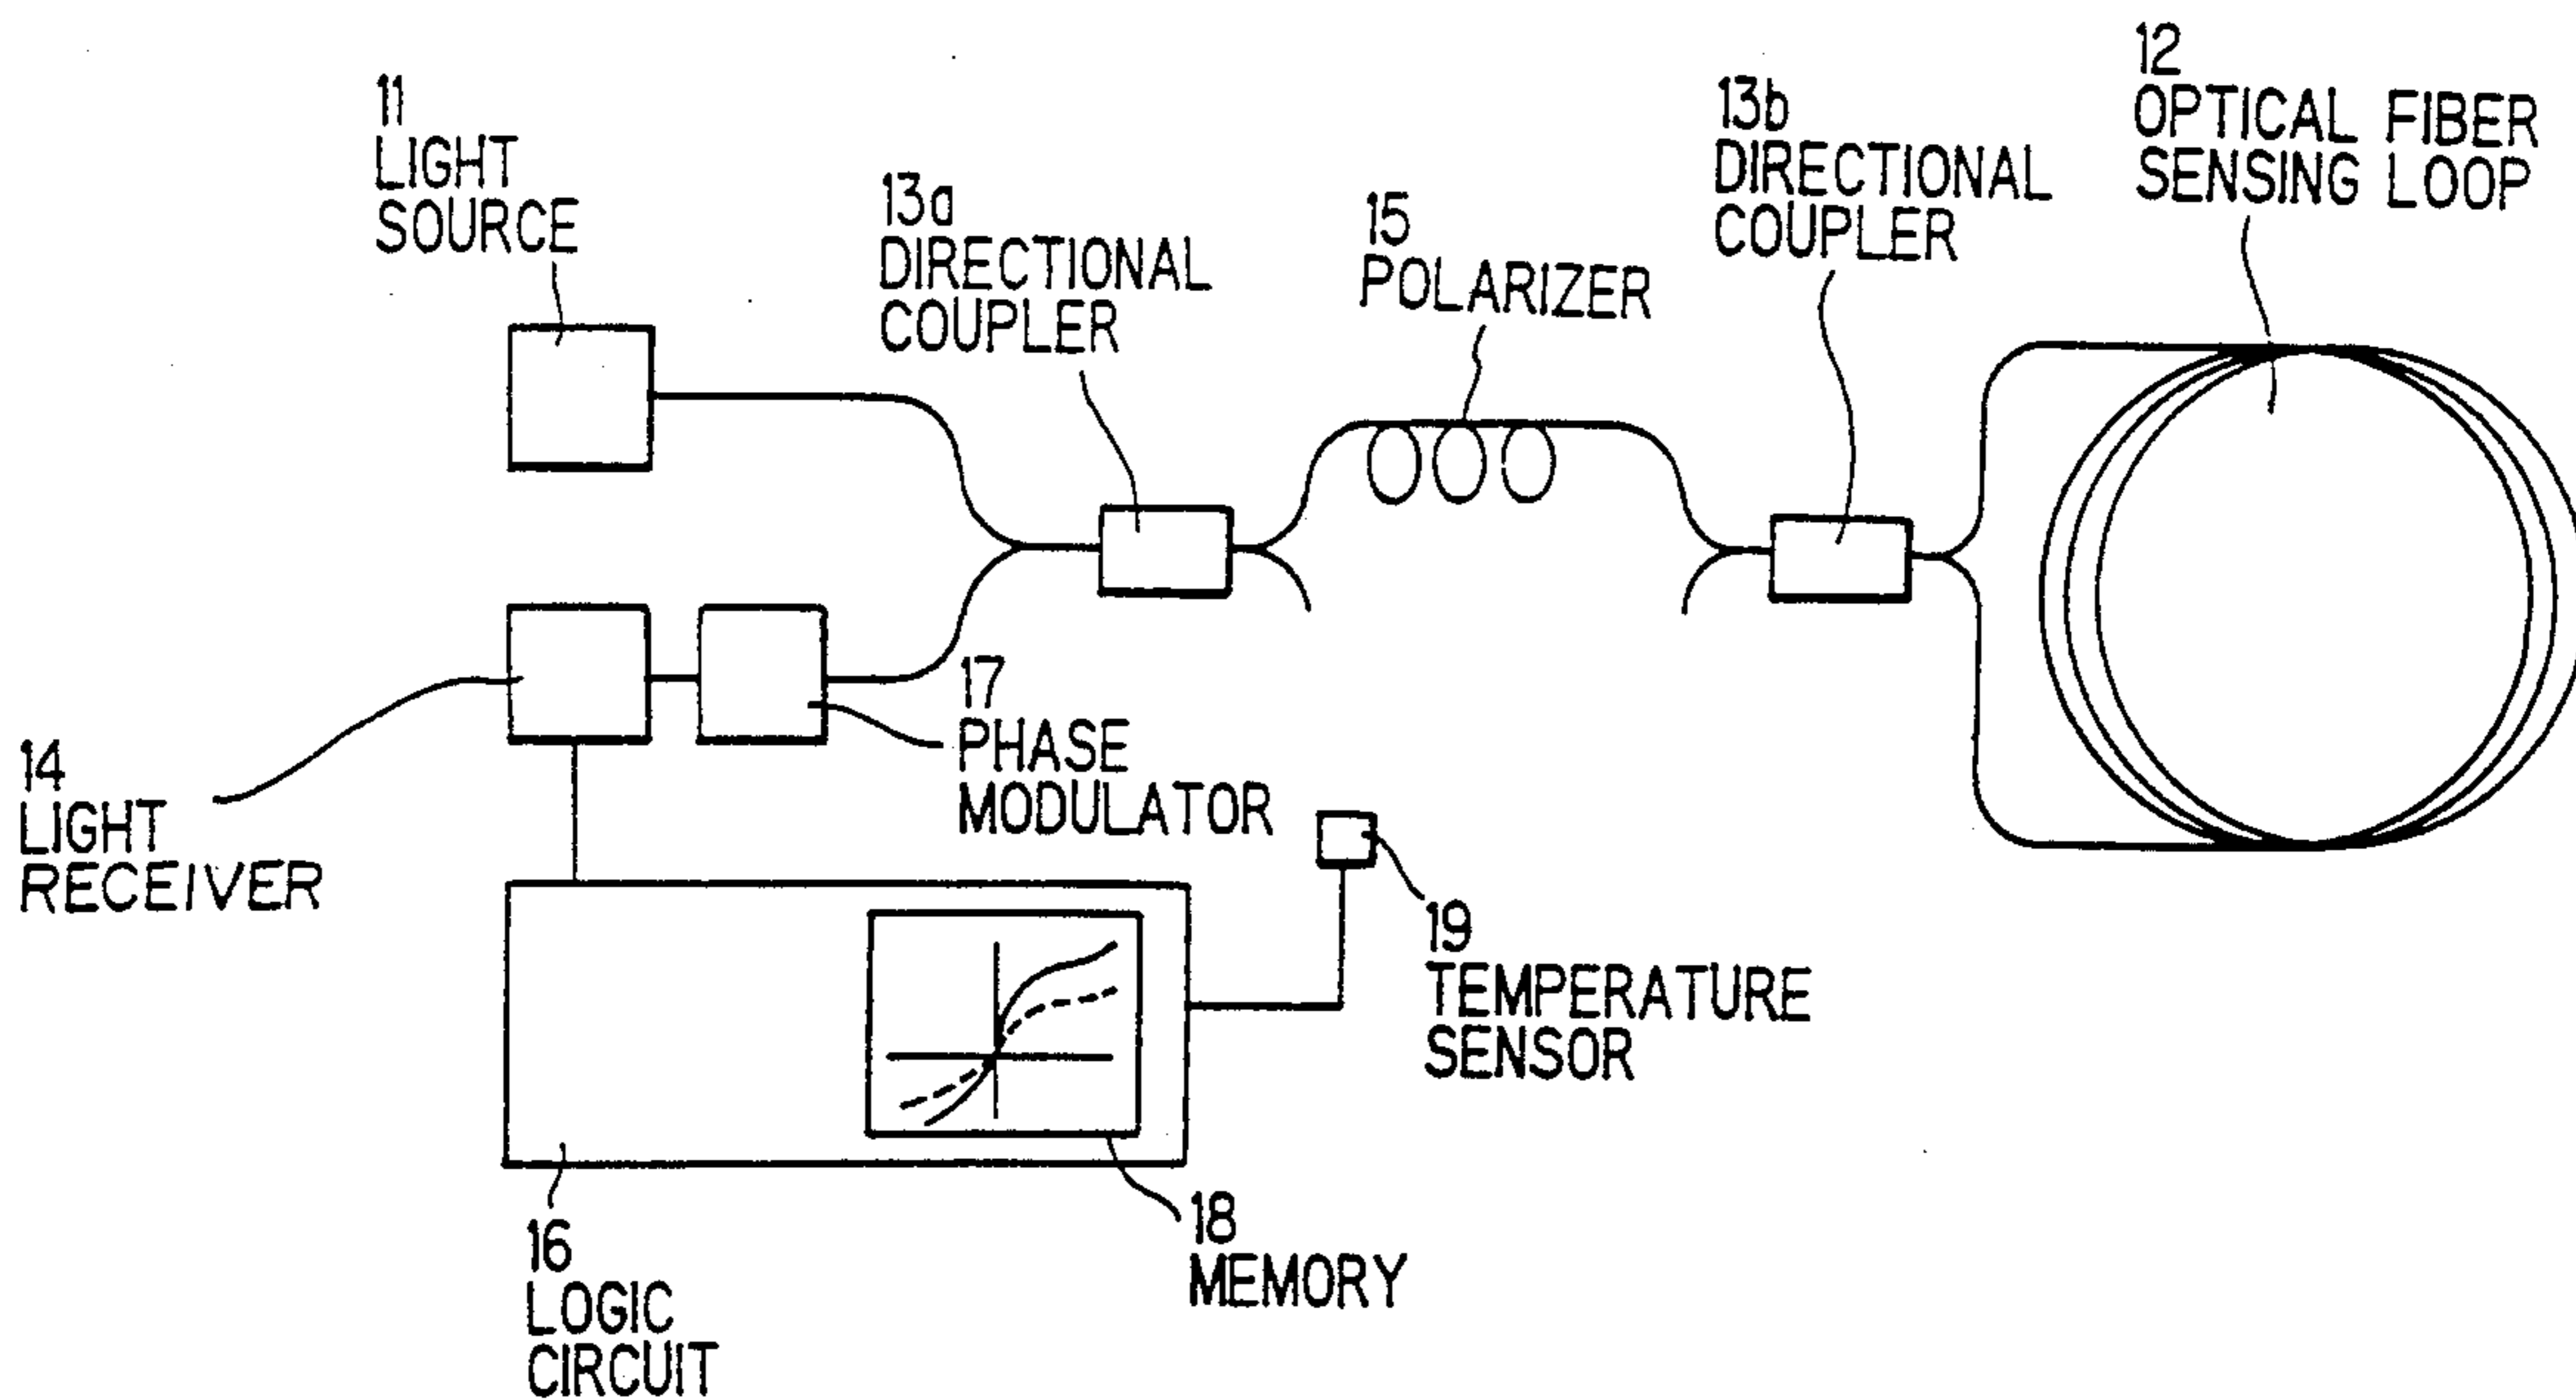 11
LIGHT
SOURCE
13a
DIRECTIONAL
COUPLER
15
POLARIZER
13b
DIRECTIONAL
COUPLER
12
OPTICAL FIBER
SENSING LOOP
14
LIGHT
RECEIVER
17
PHASE
MODULATOR
19
TEMPERATURE
SENSOR
16
LOGIC
CIRCUIT
18
MEMORY